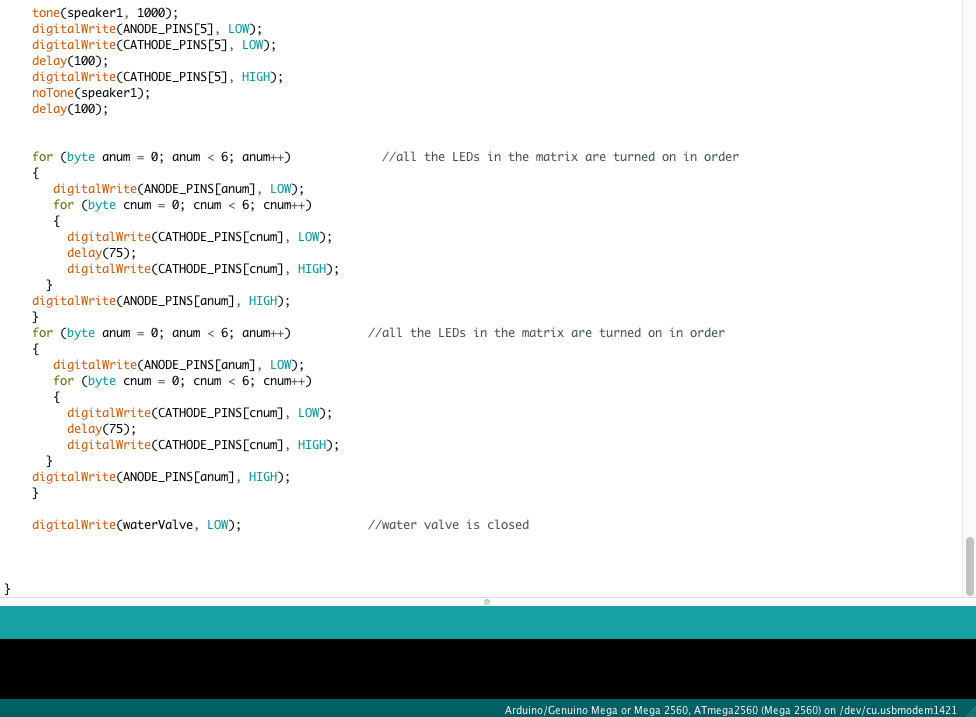 tone(speaker1, 1000);
digitalWrite(ANODE_PINS[5], LOW);
digitalWrite(CATHODE_PINS[5], LOW);
delay(100);
digitalWrite(CATHODE_PINS[5], HIGH);
noTone(speaker1);
delay(100);
for (byte anum = 0; anum < 6; anum++) //all the LEDs in the matrix are turned on in order
{
digitalWrite(ANODE_PINS[anum], LOW);
for (byte cnum = 0; cnum < 6; cnum++)
{
digitalWrite(CATHODE_PINS[cnum], LOW);
delay(75);
digitalWrite(CATHODE_PINS[cnum], HIGH);
}
digitalWrite(ANODE_PINS[anum], HIGH);
}
for (byte anum = 0; anum < 6; anum++) //all the LEDs in the matrix are turned on in order
{
digitalWrite(ANODE_PINS[anum], LOW);
for (byte cnum = 0; cnum < 6; cnum++)
{
digitalWrite(CATHODE_PINS[cnum], LOW);
delay(75);
digitalWrite(CATHODE_PINS[cnum], HIGH);
}
digitalWrite(ANODE_PINS[anum], HIGH);
}
digitalWrite(waterValve, LOW); //water valve is closed
}
Arduino/Genuino Mega or Mega 2560, ATmega2560 (Mega 2560) on /dev/cu.usbmodem1421